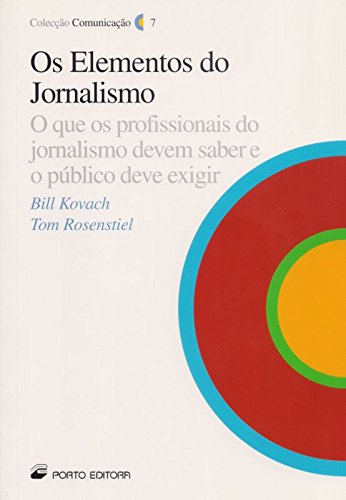 Colecção Comunicação 7
Os Elementos do
Jornalismo
O que os profissionais do
jornalismo devem saber e
o público deve exigir
Bill Kovach
Tom Rosenstiel
PORTO EDITORA